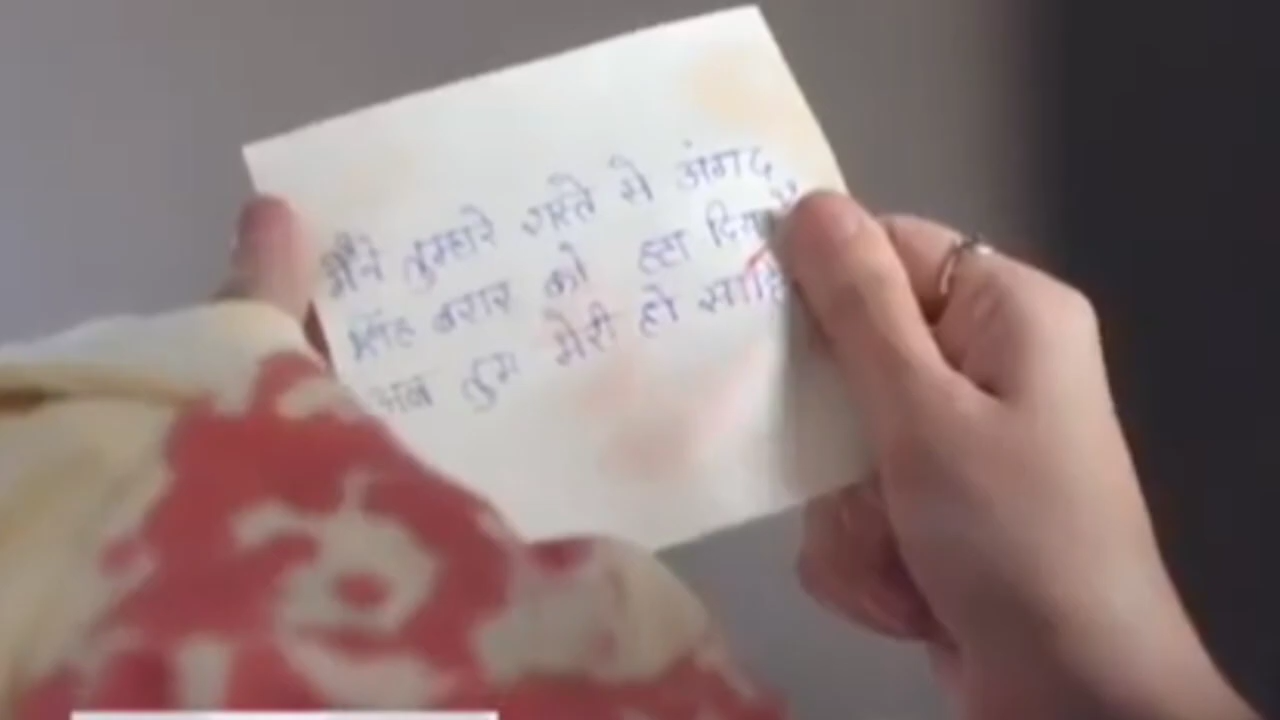 मैंने तुम्हारे रास्ते से अंगद
सिंह बरार को हटा दिया
अब तुम मेरी हो साहि